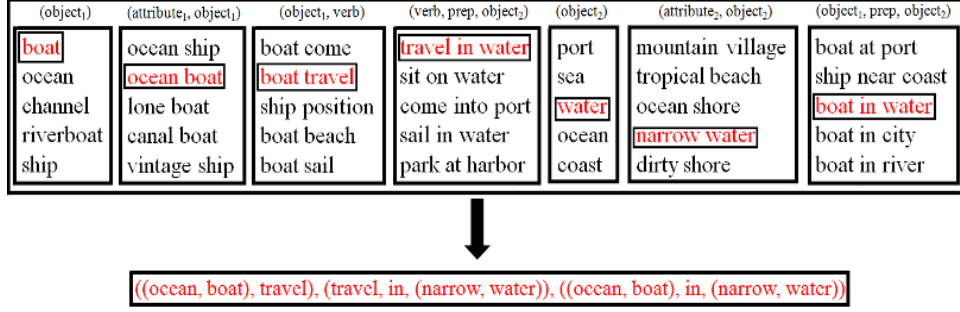 (object₁) (attribute₁, object₁) (object₁, verb) (verb, prep, object₂) (object₂) (attribute₂, object₂) (object₁, prep, object₂)
boat ocean ship boat come travel in water port mountain village boat at port
ocean ocean boat boat travel sit on water sea tropical beach ship near coast
channel lone boat ship position come into port water ocean shore boat in water
riverboat canal boat boat beach sail in water ocean narrow water boat in city
ship vintage ship boat sail park at harbor coast dirty shore boat in river
((ocean, boat), travel), (travel, in, (narrow, water)), ((ocean, boat), in, (narrow, water))